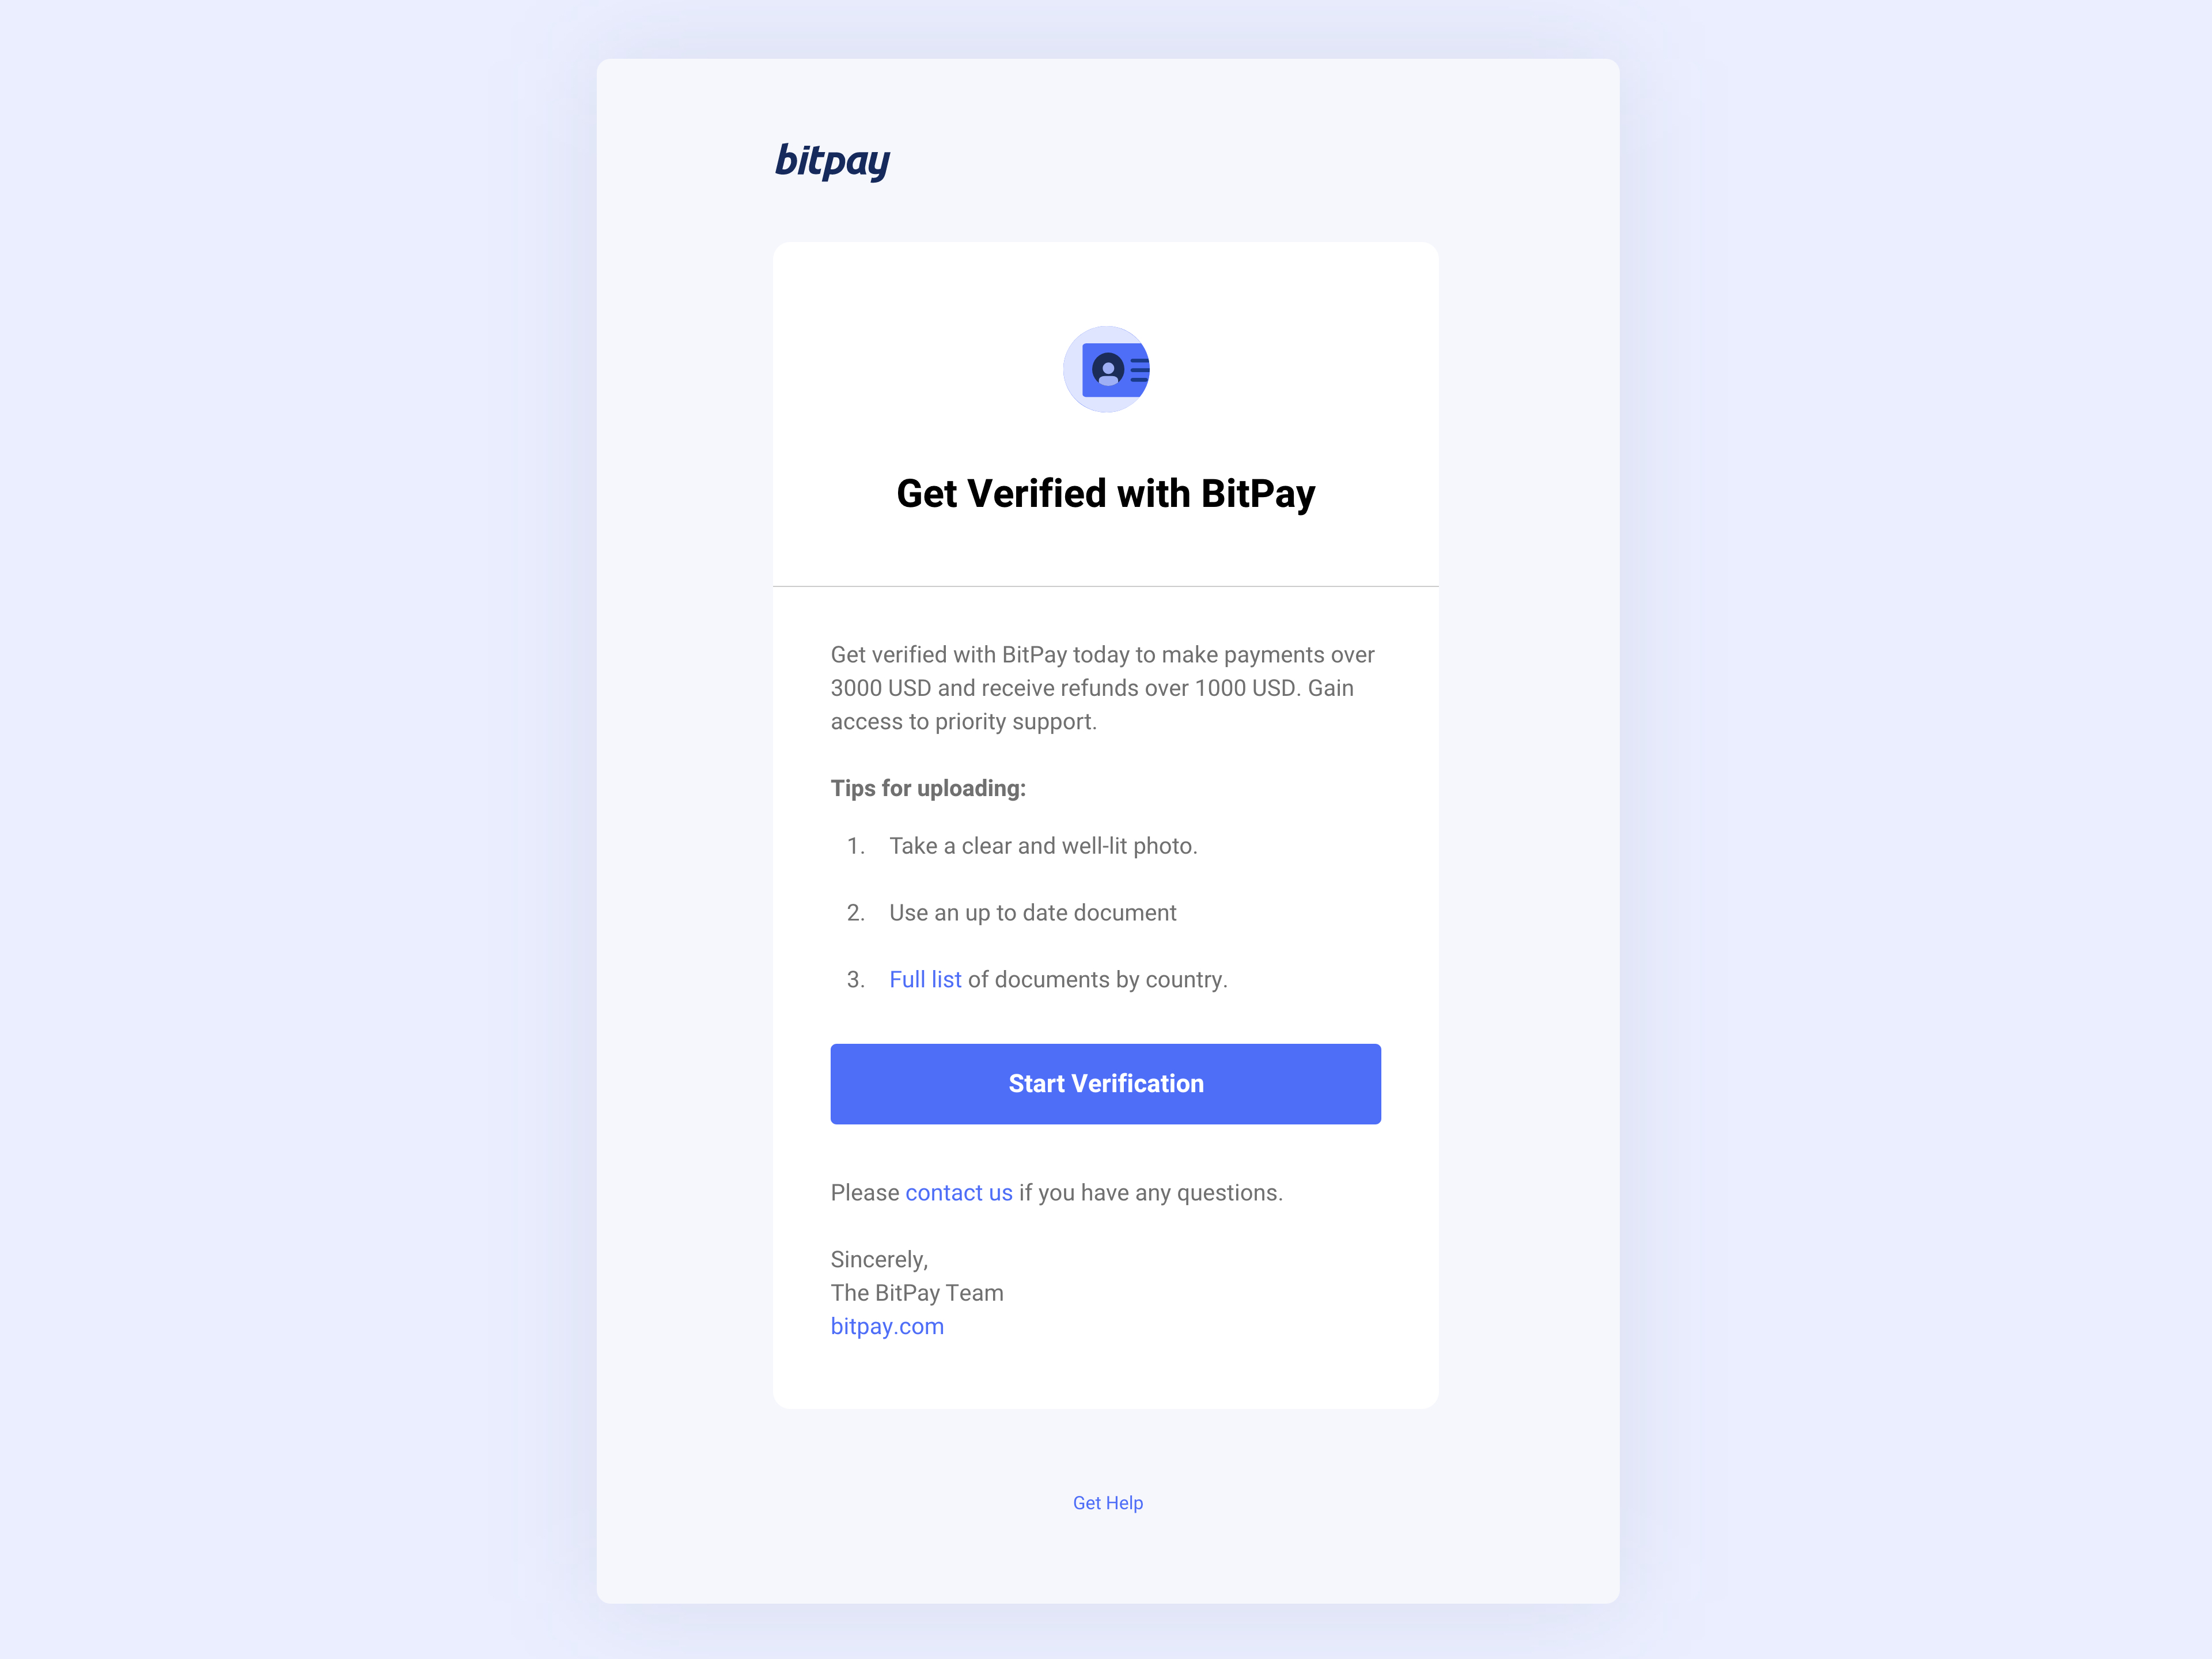 bitpay
Get Verified with BitPay
Get verified with BitPay today to make payments over
3000 USD and receive refunds over 1000 USD. Gain
access to priority support.
Tips for uploading:
1. Take a clear and well-lit photo.
2. Use an up to date document
3. Full list of documents by country.
Start Verification
Please contact us if you have any questions.
Sincerely,
The BitPay Team
bitpay.com
Get Help